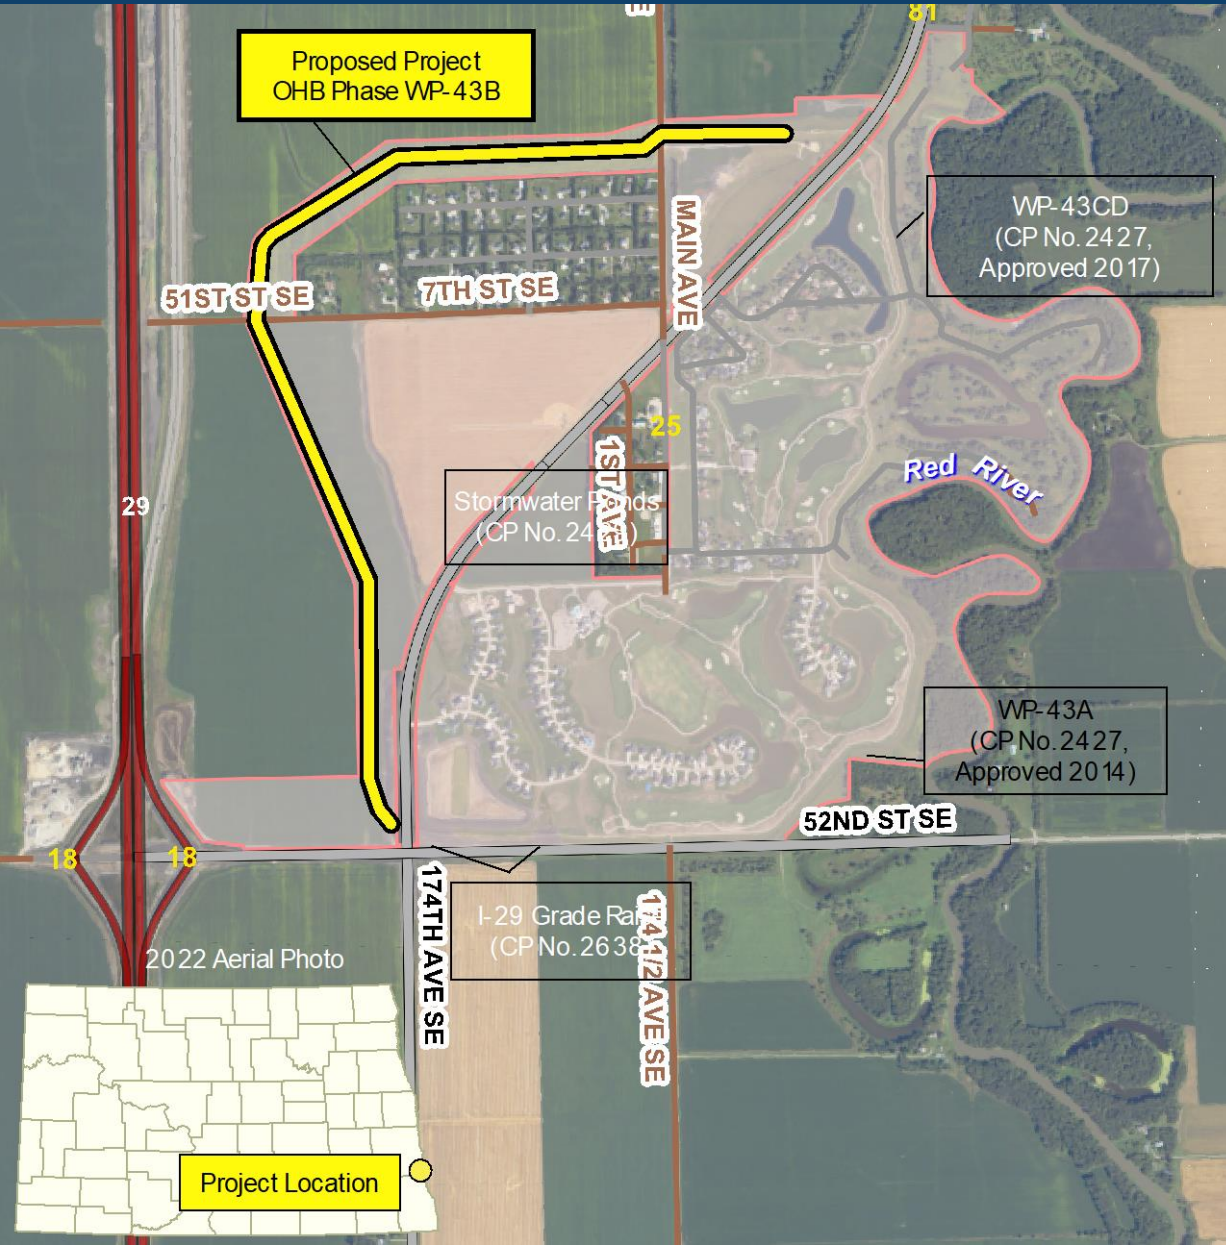 81
Proposed Project
OHB Phase WP-43B
WP-43CD
(CP No. 2427,
Approved 2017)
MAIN AVE
51ST ST SE
7TH ST SE
25
Red River
1ST AVE
29
Stormwater
(CP No.
WP-43A
(CP No. 2427,
Approved 2014)
52ND ST SE
18
18
174TH AVE SE
I-29 Grade
(CP No. 2638
174 1/2 AVE SE
2022 Aerial Photo
Project Location